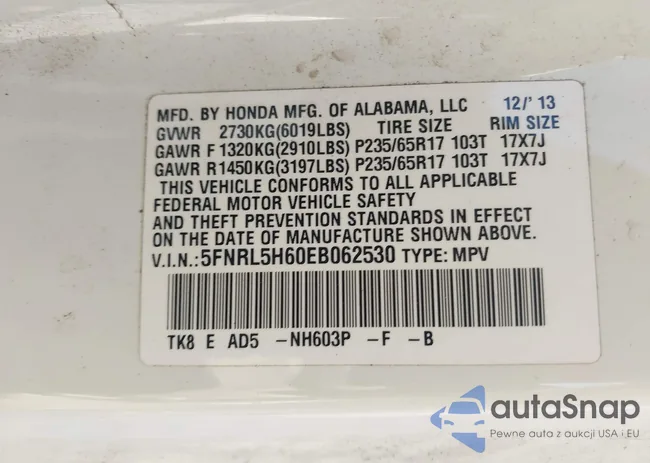 MFD. BY HONDA MFG. OF ALABAMA, LLC 12/'13
GVWR 2730KG(6019LBS) TIRE SIZE RIM SIZE
GAWR F 1320KG(2910LBS) P235/65R17 103T 17X7J
GAWR R 1450KG(3197LBS) P235/65R17 103T 17X7J
THIS VEHICLE CONFORMS TO ALL APPLICABLE
FEDERAL MOTOR VEHICLE SAFETY
AND THEFT PREVENTION STANDARDS IN EFFECT
ON THE DATE OF MANUFACTURE SHOWN ABOVE.
V.I.N.:5FNRL5H60EB062530 TYPE: MPV
TK8 E AD5 -NH603P -F -B
autaSnap
Pewne auta z aukcji USA i EU